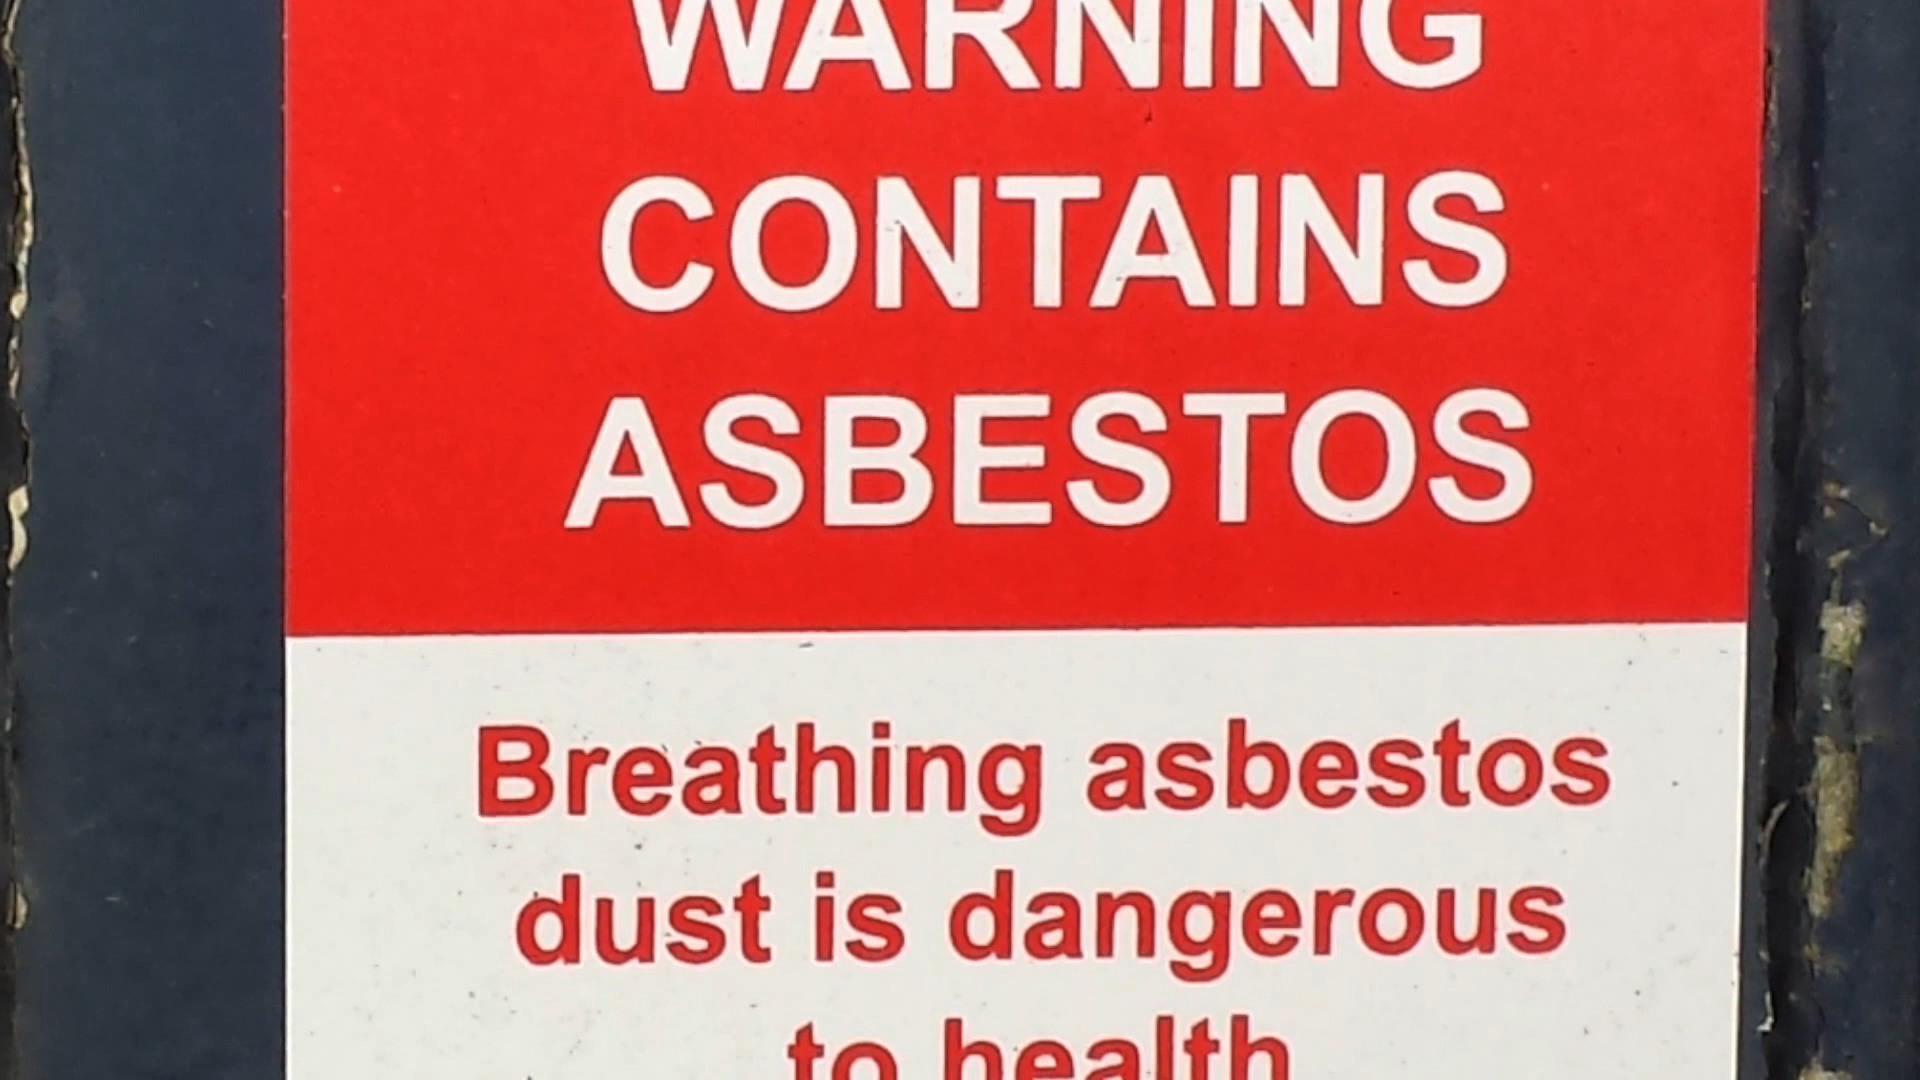 WARNING
CONTAINS
ASBESTOS
Breathing asbestos
dust is dangerous
to health